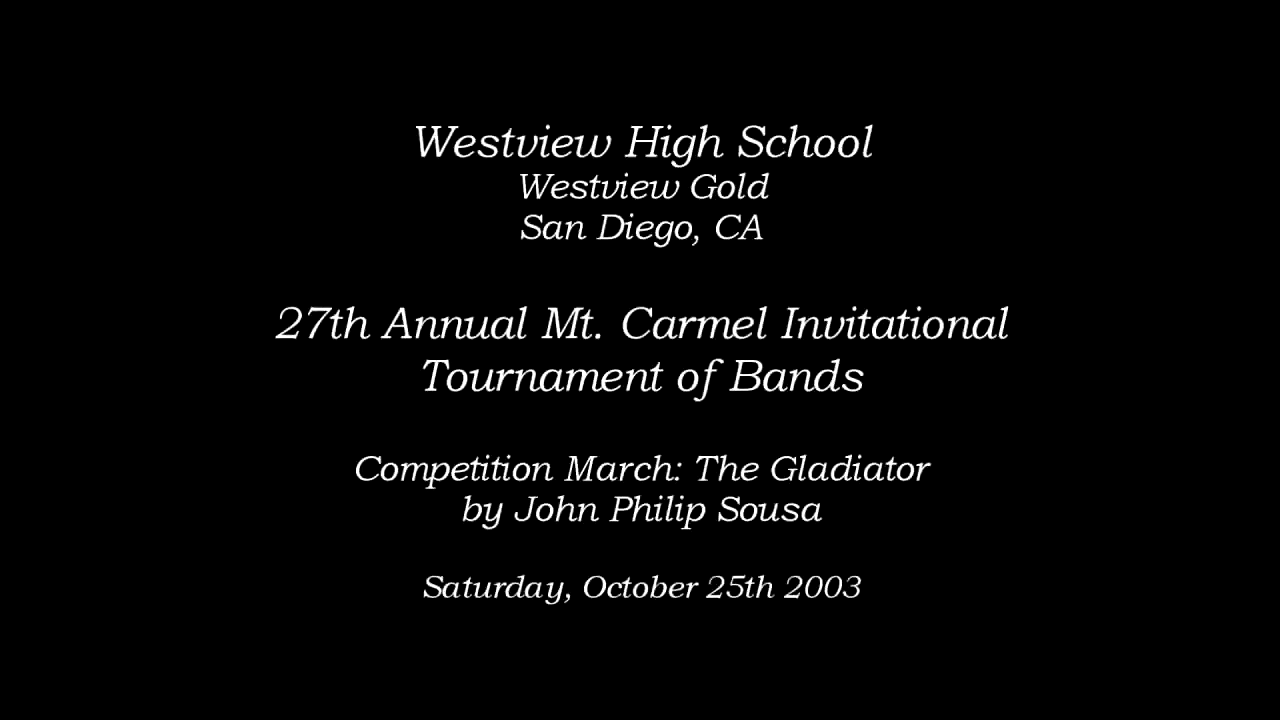 Westview High School
Westview Gold
San Diego, CA
27th Annual Mt. Carmel Invitational
Tournament of Bands
Competition March: The Gladiator
by John Philip Sousa
Saturday, October 25th 2003